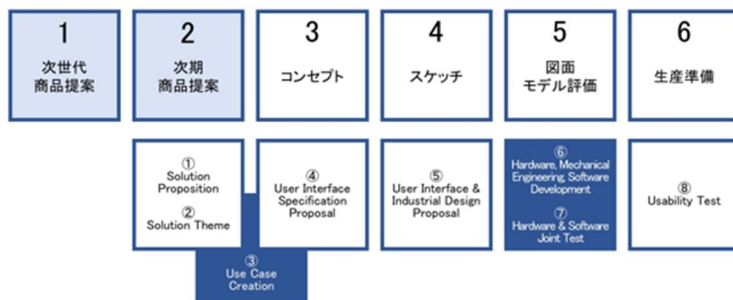 1
次世代
商品提案
2
次期
商品提案
3
コンセプト
4
スケッチ
5
図面
モデル評価
6
生産準備
①
Solution
Proposition
②
Solution Theme
③
Use Case
Creation
④
User Interface
Specification
Proposal
⑤
User Interface &
Industrial Design
Proposal
⑥
Hardware, Mechanical
Engineering, Software
Development
⑦
Hardware & Software
Joint Test
⑧
Usability Test